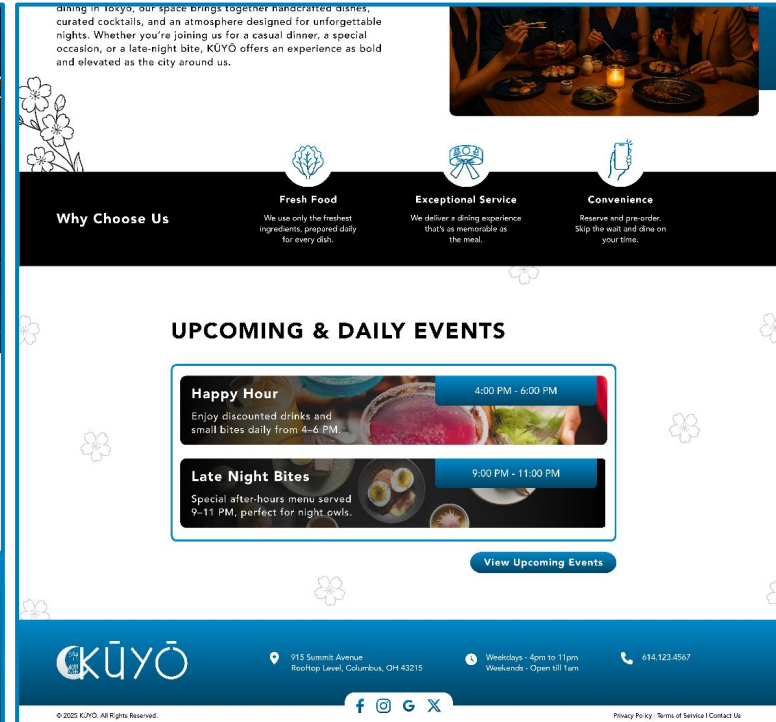 dining in Tokyo, our space brings together handcrafted dishes,
curated cocktails, and an atmosphere designed for unforgettable
nights. Whether you're joining us for a casual dinner, a special
occasion, or a late-night bite, KŪYŌ offers an experience as bold
and elevated as the city around us.
Why Choose Us
Fresh Food
We use only the freshest
ingredients, prepared daily
for every dish.
Exceptional Service
We deliver a dining experience
that's as memorable as
the meal.
Convenience
Reserve and pre-order.
Skip the wait and dine on
your time.
UPCOMING & DAILY EVENTS
Happy Hour
4:00 PM - 6:00 PM
Enjoy discounted drinks and
small bites daily from 4–6 PM.
Late Night Bites
9:00 PM - 11:00 PM
Special after-hours menu served
9–11 PM, perfect for night owls.
View Upcoming Events
KŪYŌ
915 Summit Avenue
Rooftop Level, Columbus, OH 43215
Weekdays - 4pm to 11pm
Weekends - Open till 1am
614.123.4567
© 2025 KŪYŌ. All Rights Reserved.
Privacy Policy | Terms of Service | Contact Us